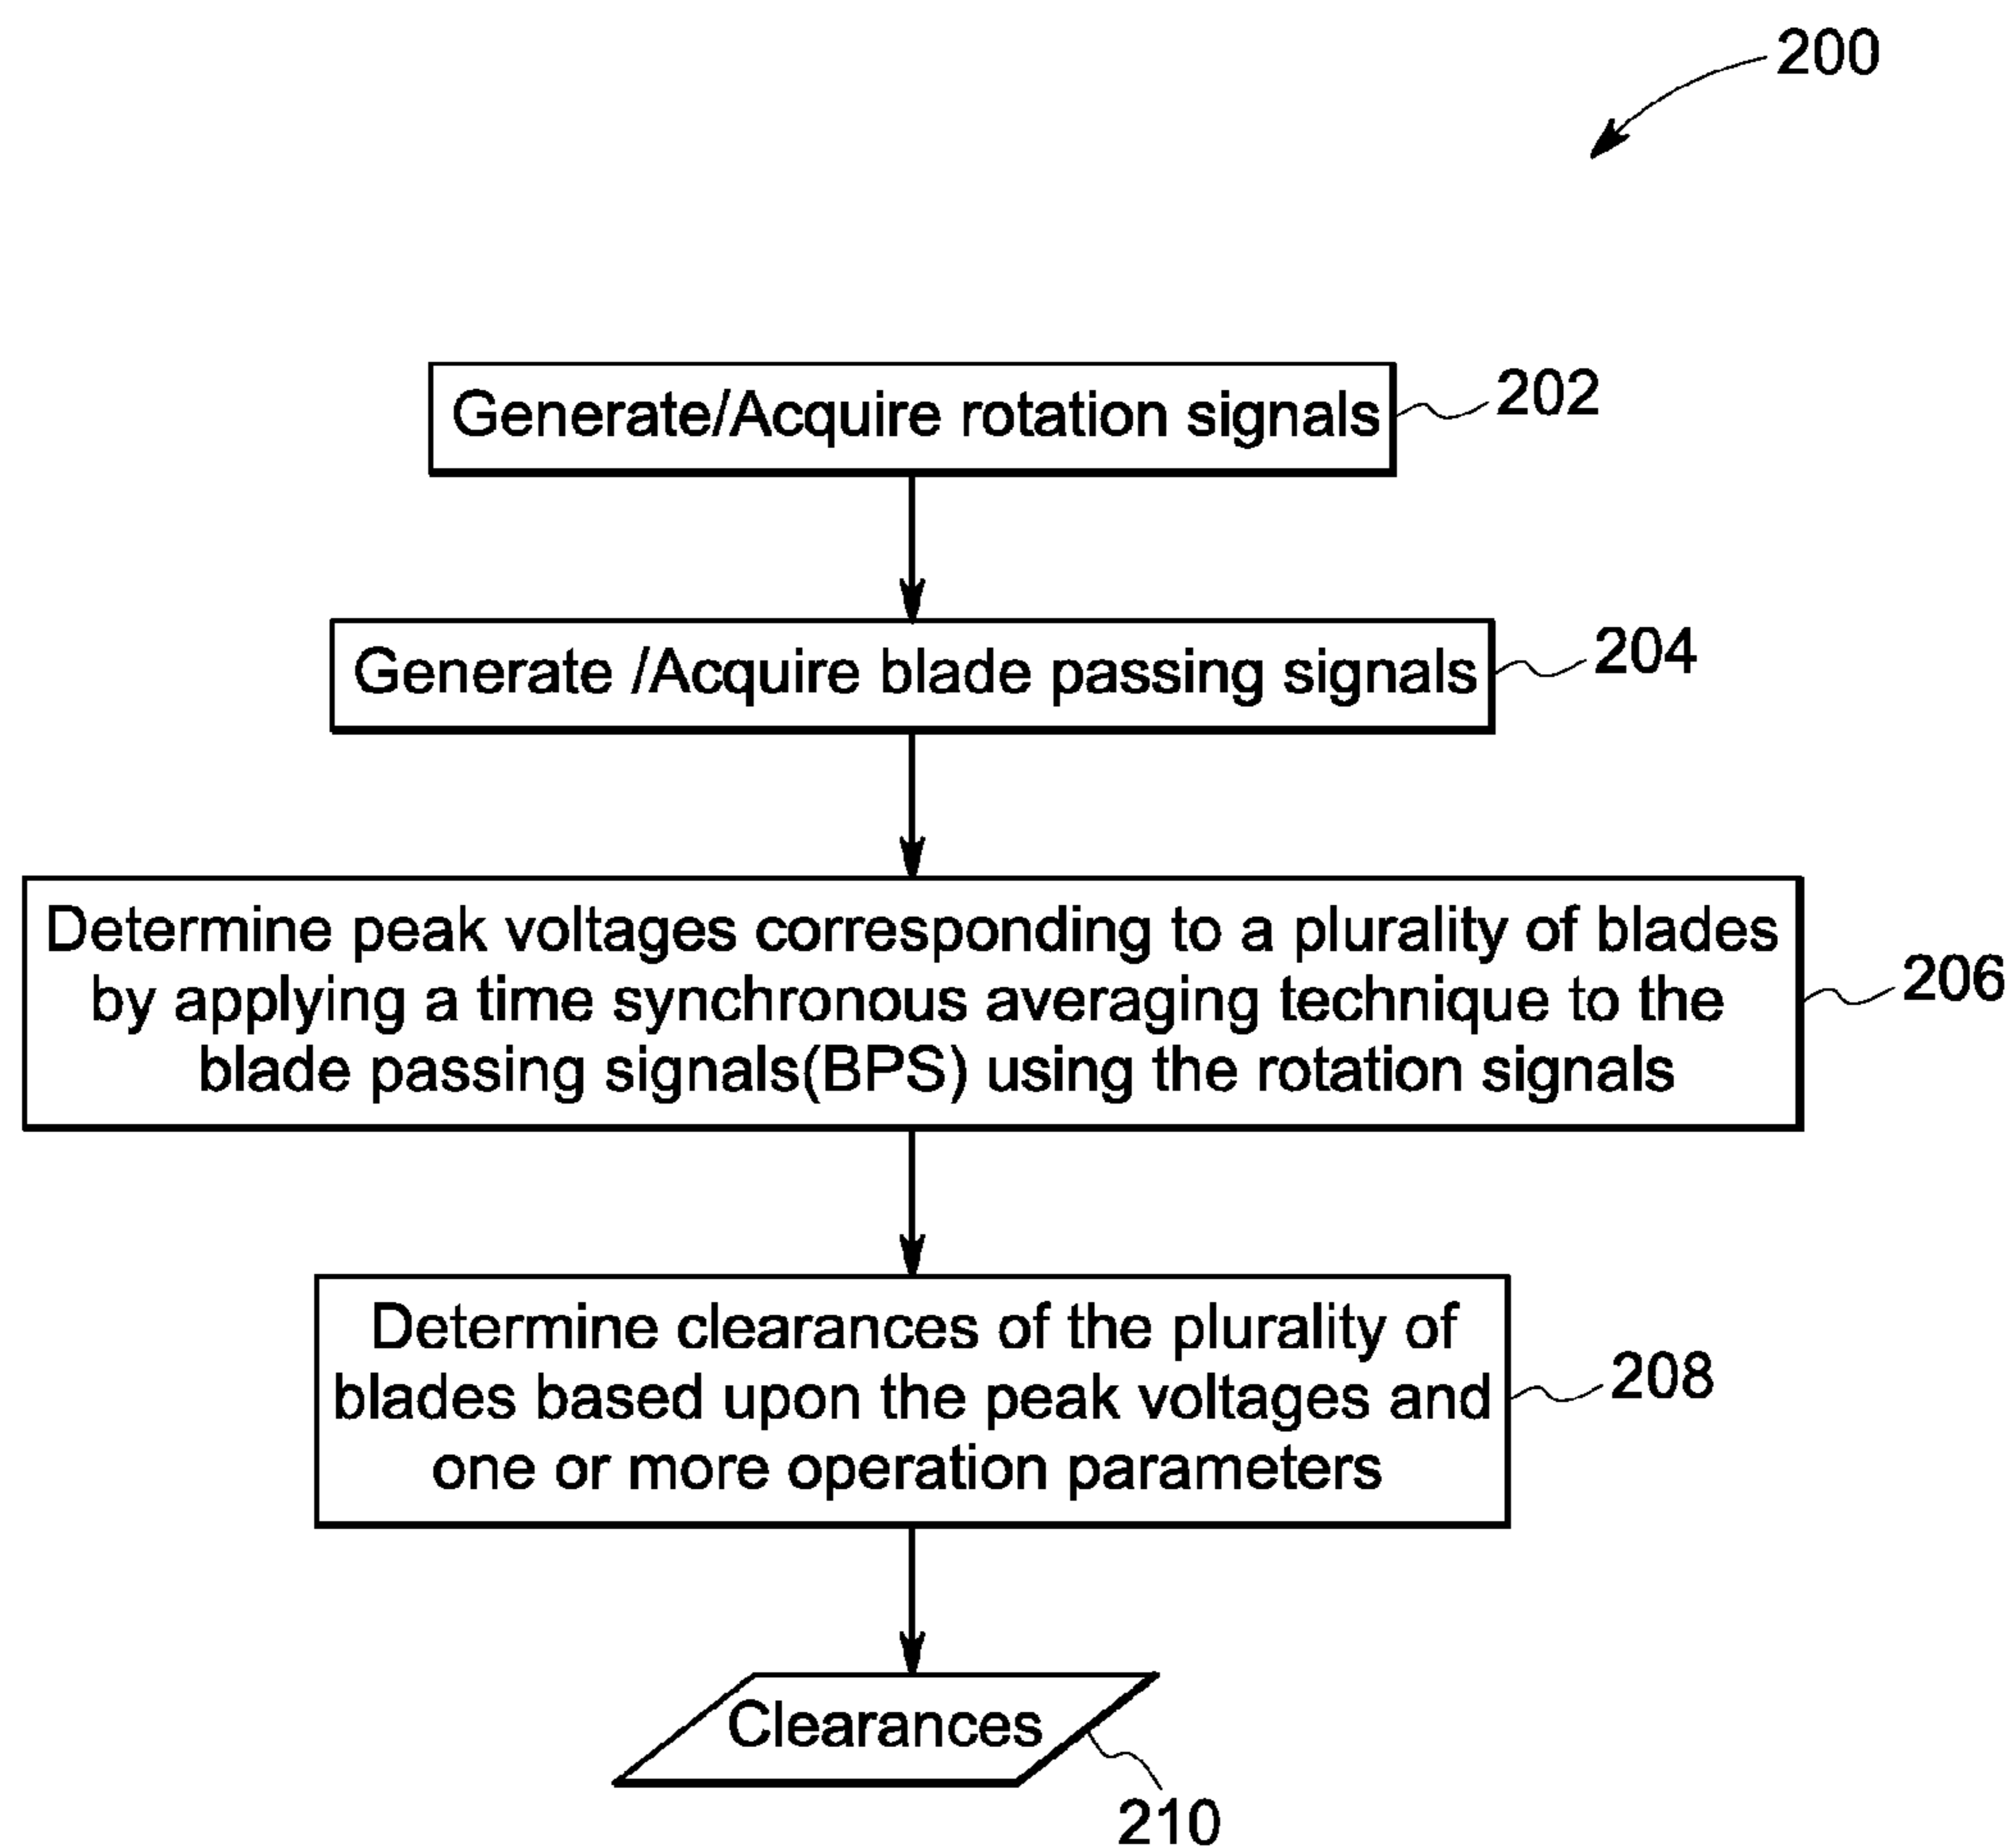 200
Generate/Acquire rotation signals
202
Generate /Acquire blade passing signals
204
Determine peak voltages corresponding to a plurality of blades
by applying a time synchronous averaging technique to the
blade passing signals(BPS) using the rotation signals
206
Determine clearances of the plurality of
blades based upon the peak voltages and
one or more operation parameters
208
Clearances
210